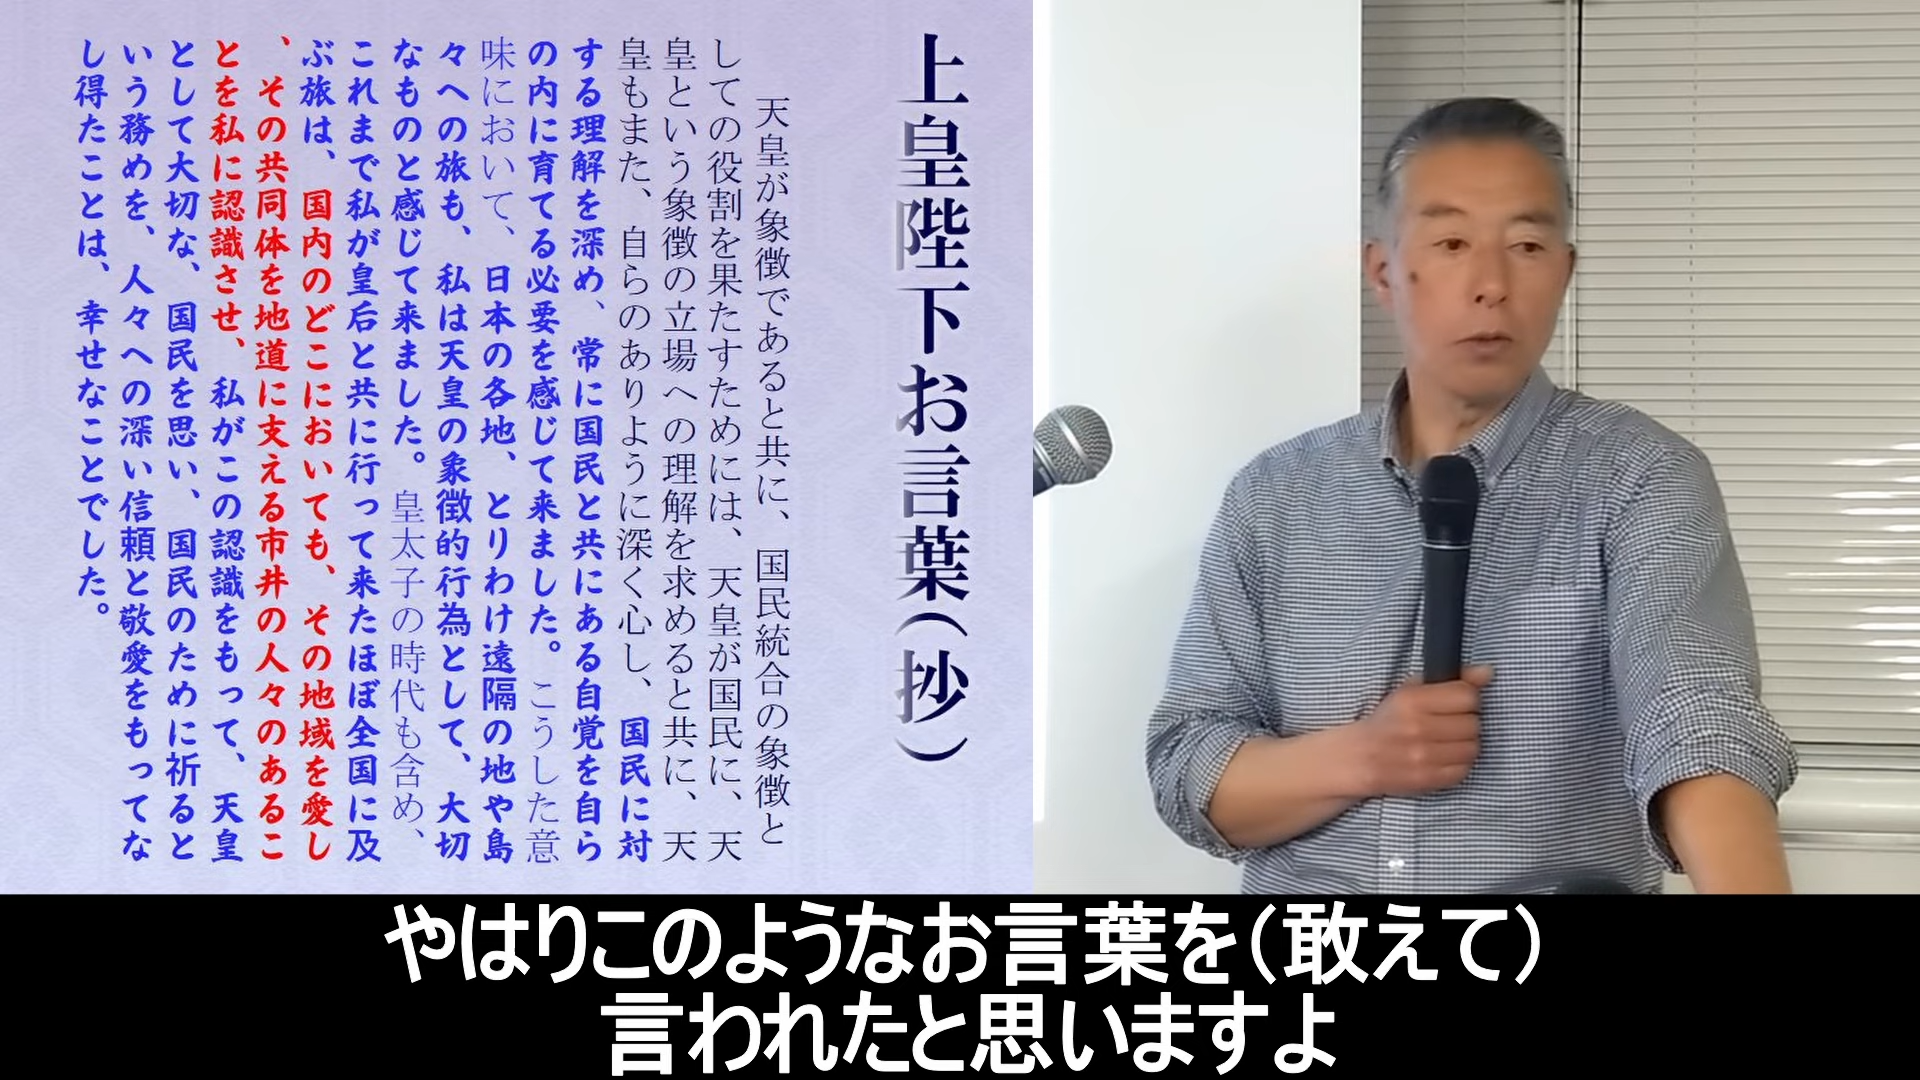 上皇陛下お言葉（抄）
天皇が象徴であると共に、国民統合の象徴と
しての役割を果たすためには、天皇が国民に、天
皇という象徴の立場への理解を求めると共に、天
皇もまた、自らのありように深く心し、国民に対
する理解を深め、常に国民と共にある自覚を自ら
の内に育てる必要を感じて来ました。こうした意
味において、日本の各地、とりわけ遠隔の地や島
々への旅も、私は天皇の象徴的行為として、大切
なものと感じて来ました。皇太子の時代も含め、
これまで私が皇后と共に行って来たほぼ全国に及
ぶ旅は、国内のどこにおいても、その地域を愛し
、その共同体を地道に支える市井の人々のあるこ
とを私に認識させ、私がこの認識をもって、天皇
として大切な、国民を思い、国民のために祈ると
いう務めを、人々への深い信頼と敬愛をもってな
し得たことは、幸せなことでした。
やはりこのようなお言葉を（敢えて）
言われたと思いますよ